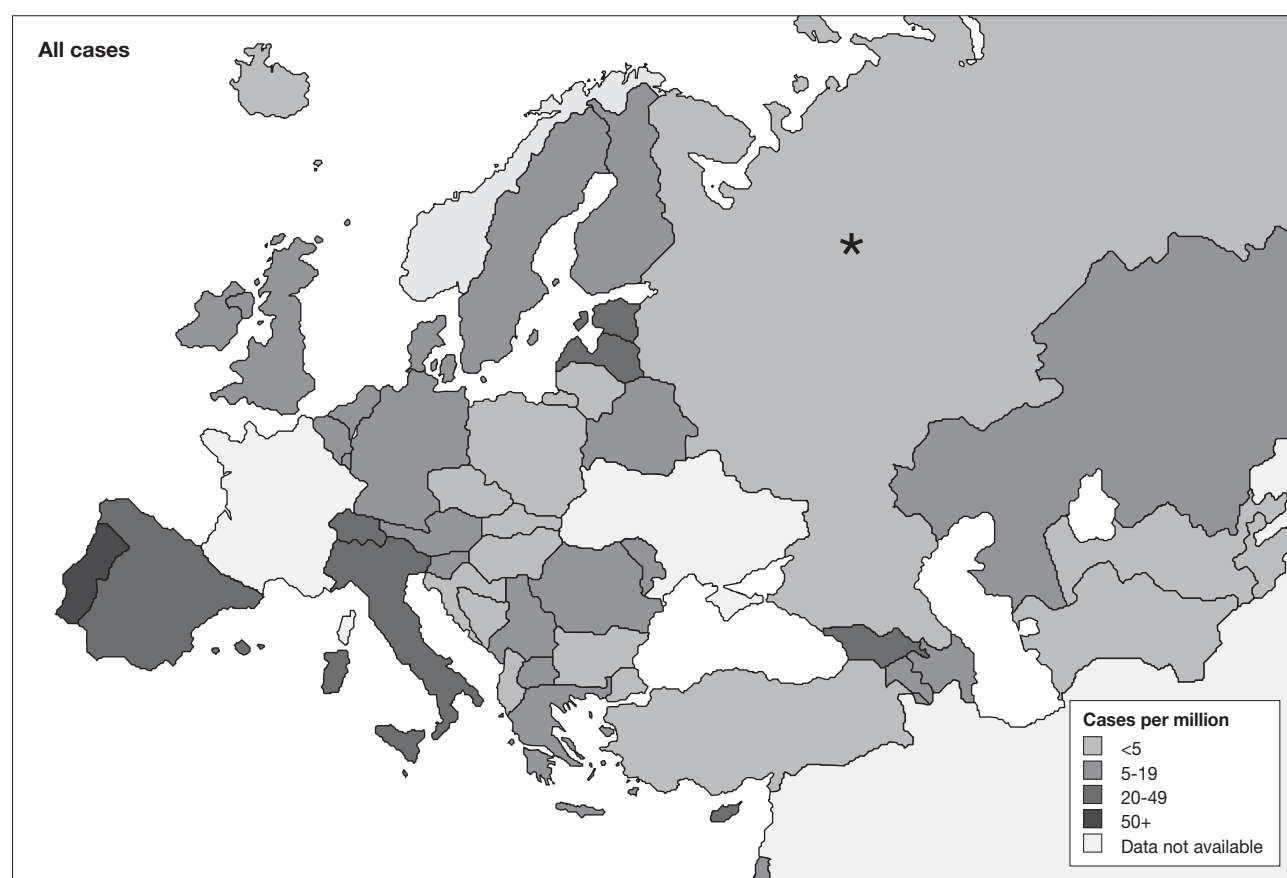 All cases
*
Cases per million
<5
5-19
20-49
50+
Data not available